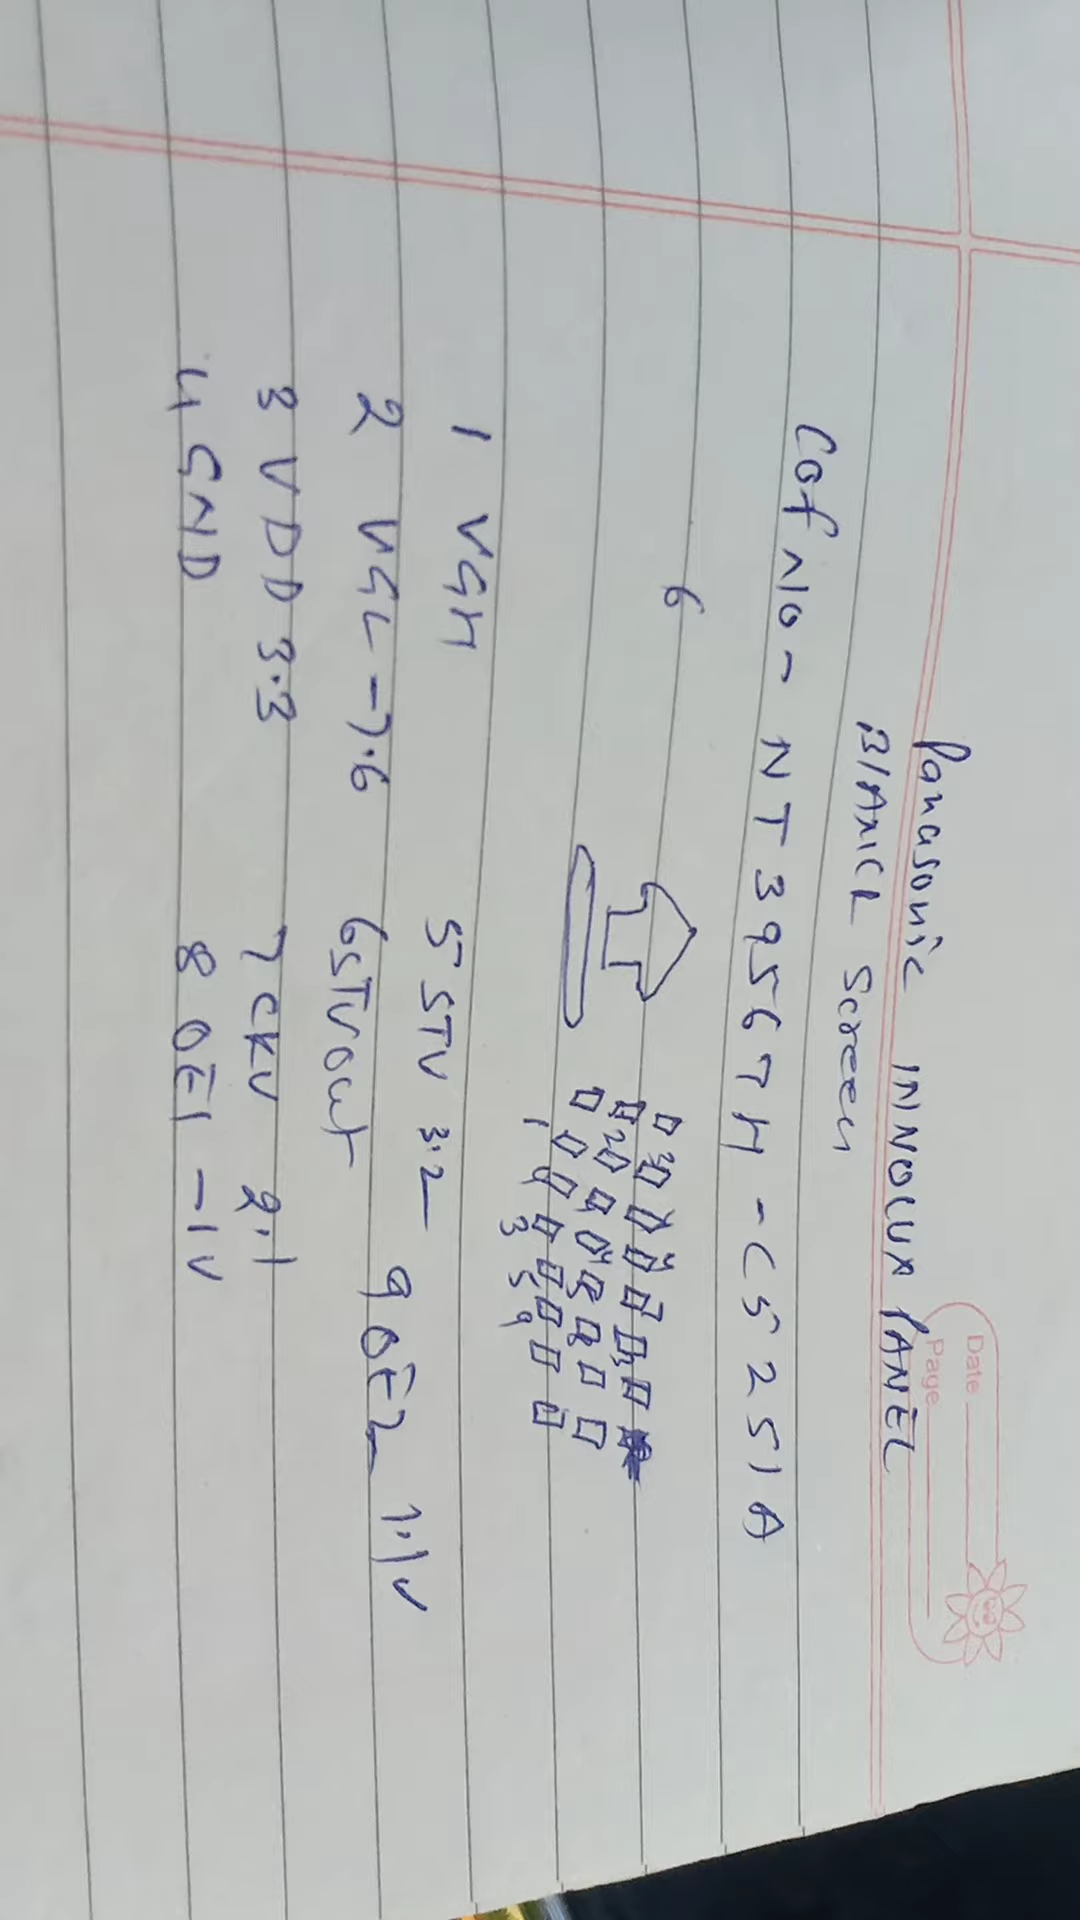 Date
Page
Panasonic INNOLUX PANEL
BlAnck Screen
Cof No - NT39567H-C5251A
6
1 VGH
2 VGL -7.6
3 VDD 3.3
4 GND
5 STV 3.2
6 STVout
7 CKV 2.1
8 OE1 -1V
9 OE2 1.1V